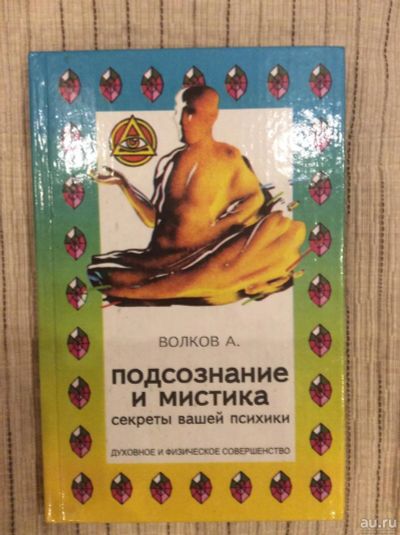 ВОЛКОВ А.
ПОДСОЗНАНИЕ
И МИСТИКА
СЕКРЕТЫ ВАШЕЙ ПСИХИКИ
ДУХОВНОЕ И ФИЗИЧЕСКОЕ СОВЕРШЕНСТВО
au.ru